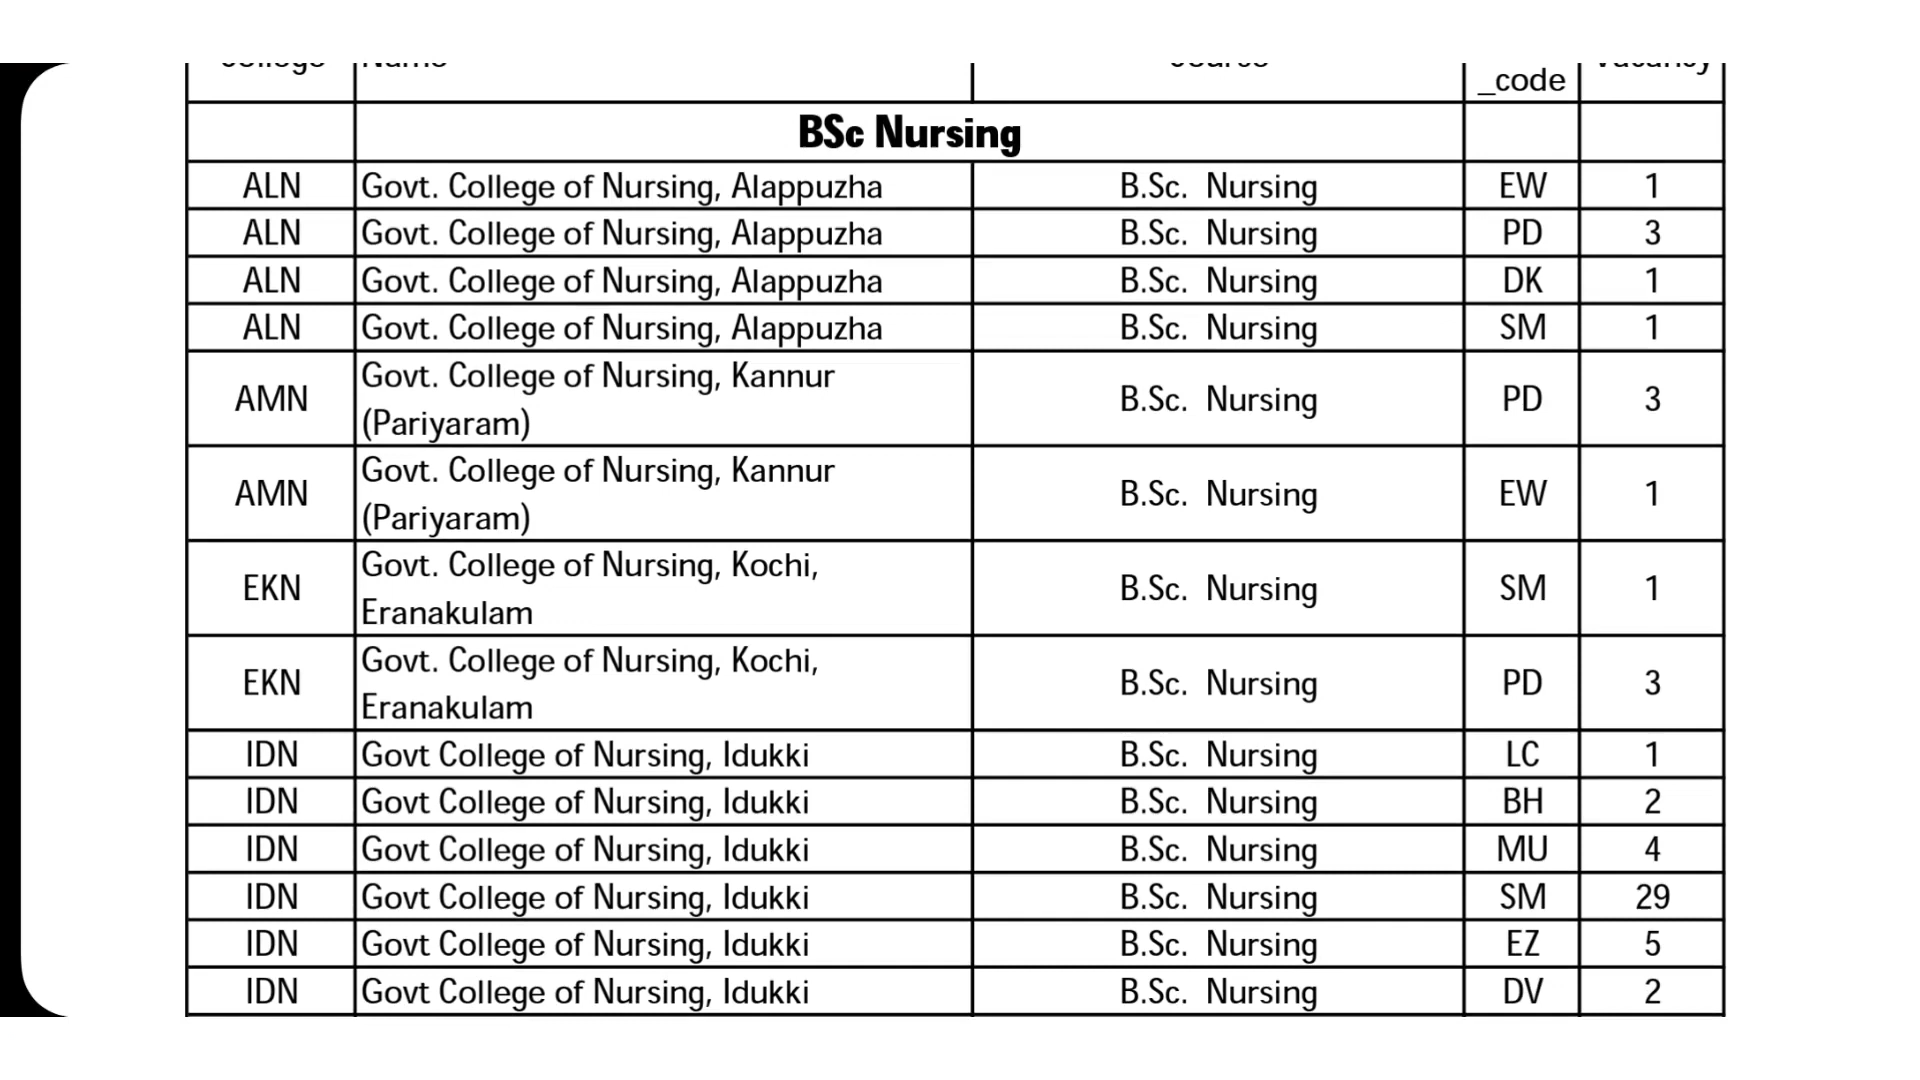 College Name Course _code Vacancy
BSc Nursing
ALN Govt. College of Nursing, Alappuzha B.Sc. Nursing EW 1
ALN Govt. College of Nursing, Alappuzha B.Sc. Nursing PD 3
ALN Govt. College of Nursing, Alappuzha B.Sc. Nursing DK 1
ALN Govt. College of Nursing, Alappuzha B.Sc. Nursing SM 1
AMN Govt. College of Nursing, Kannur
(Pariyaram) B.Sc. Nursing PD 3
AMN Govt. College of Nursing, Kannur
(Pariyaram) B.Sc. Nursing EW 1
EKN Govt. College of Nursing, Kochi,
Eranakulam B.Sc. Nursing SM 1
EKN Govt. College of Nursing, Kochi,
Eranakulam B.Sc. Nursing PD 3
IDN Govt College of Nursing, Idukki B.Sc. Nursing LC 1
IDN Govt College of Nursing, Idukki B.Sc. Nursing BH 2
IDN Govt College of Nursing, Idukki B.Sc. Nursing MU 4
IDN Govt College of Nursing, Idukki B.Sc. Nursing SM 29
IDN Govt College of Nursing, Idukki B.Sc. Nursing EZ 5
IDN Govt College of Nursing, Idukki B.Sc. Nursing DV 2